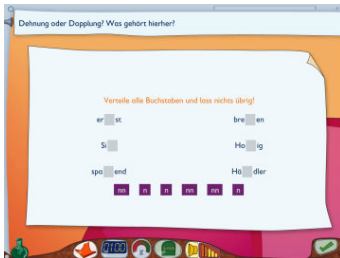 Dehnung oder Dopplung? Was gehört hierher?
Verteile alle Buchstaben und lass nichts übrig!
er st
bre en
Si
Ho ig
spa end
Hä dler
nn n n nn nn n